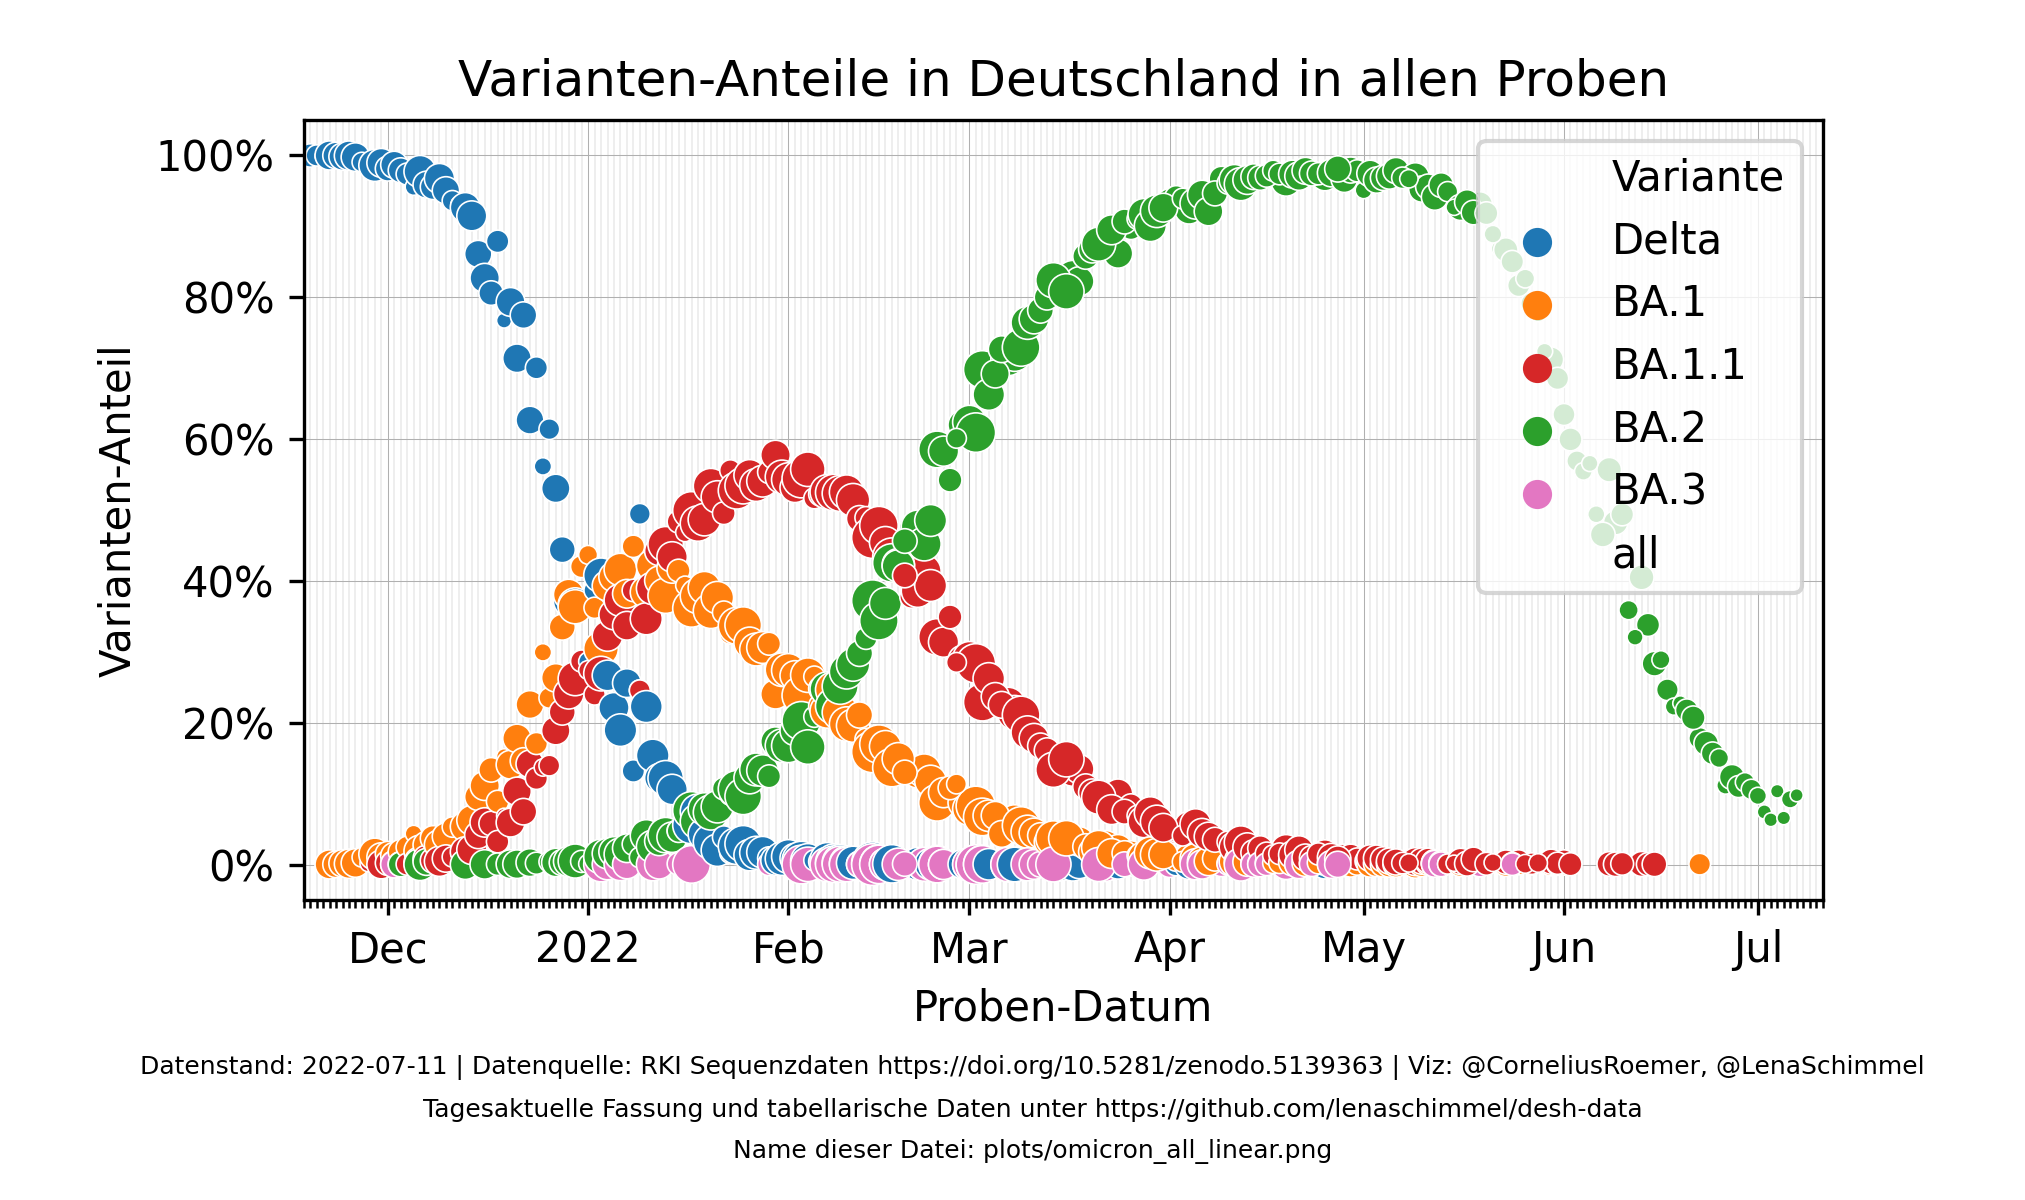 Varianten-Anteile in Deutschland in allen Proben
Varianten-Anteil
100%
80%
60%
40%
20%
0%
Variante
Delta
BA.1
BA.1.1
BA.2
BA.3
all
Dec
2022
Feb
Mar
Apr
May
Jun
Jul
Proben-Datum
Datenstand: 2022-07-11 | Datenquelle: RKI Sequenzdaten https://doi.org/10.5281/zenodo.5139363 | Viz: @CorneliusRoemer, @LenaSchimmel
Tagesaktuelle Fassung und tabellarische Daten unter https://github.com/lenaschimmel/desh-data
Name dieser Datei: plots/omicron_all_linear.png